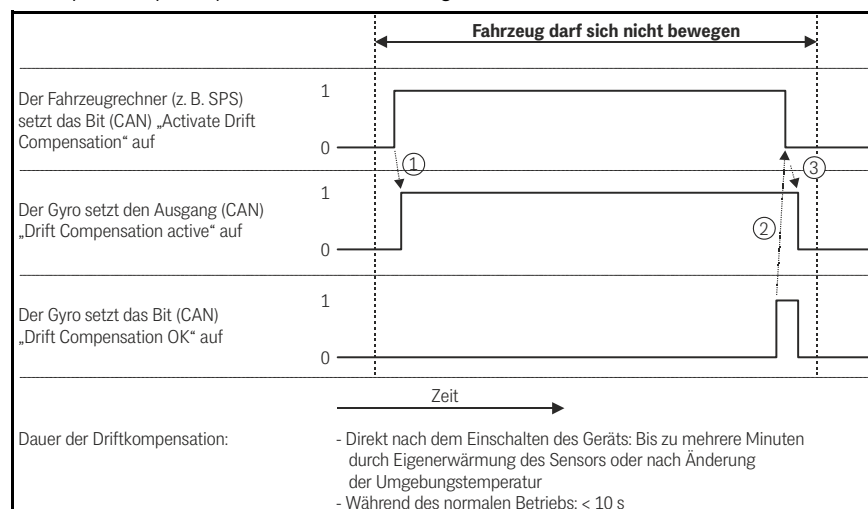 Fahrzeug darf sich nicht bewegen
Der Fahrzeugrechner (z. B. SPS)
setzt das Bit (CAN) „Activate Drift
Compensation“ auf
1
0
1
3
Der Gyro setzt den Ausgang (CAN)
„Drift Compensation active“ auf
1
0
2
Der Gyro setzt das Bit (CAN)
„Drift Compensation OK“ auf
1
0
Zeit
Dauer der Driftkompensation:
- Direkt nach dem Einschalten des Geräts: Bis zu mehrere Minuten
durch Eigenerwärmung des Sensors oder nach Änderung
der Umgebungstemperatur
- Während des normalen Betriebs: < 10 s